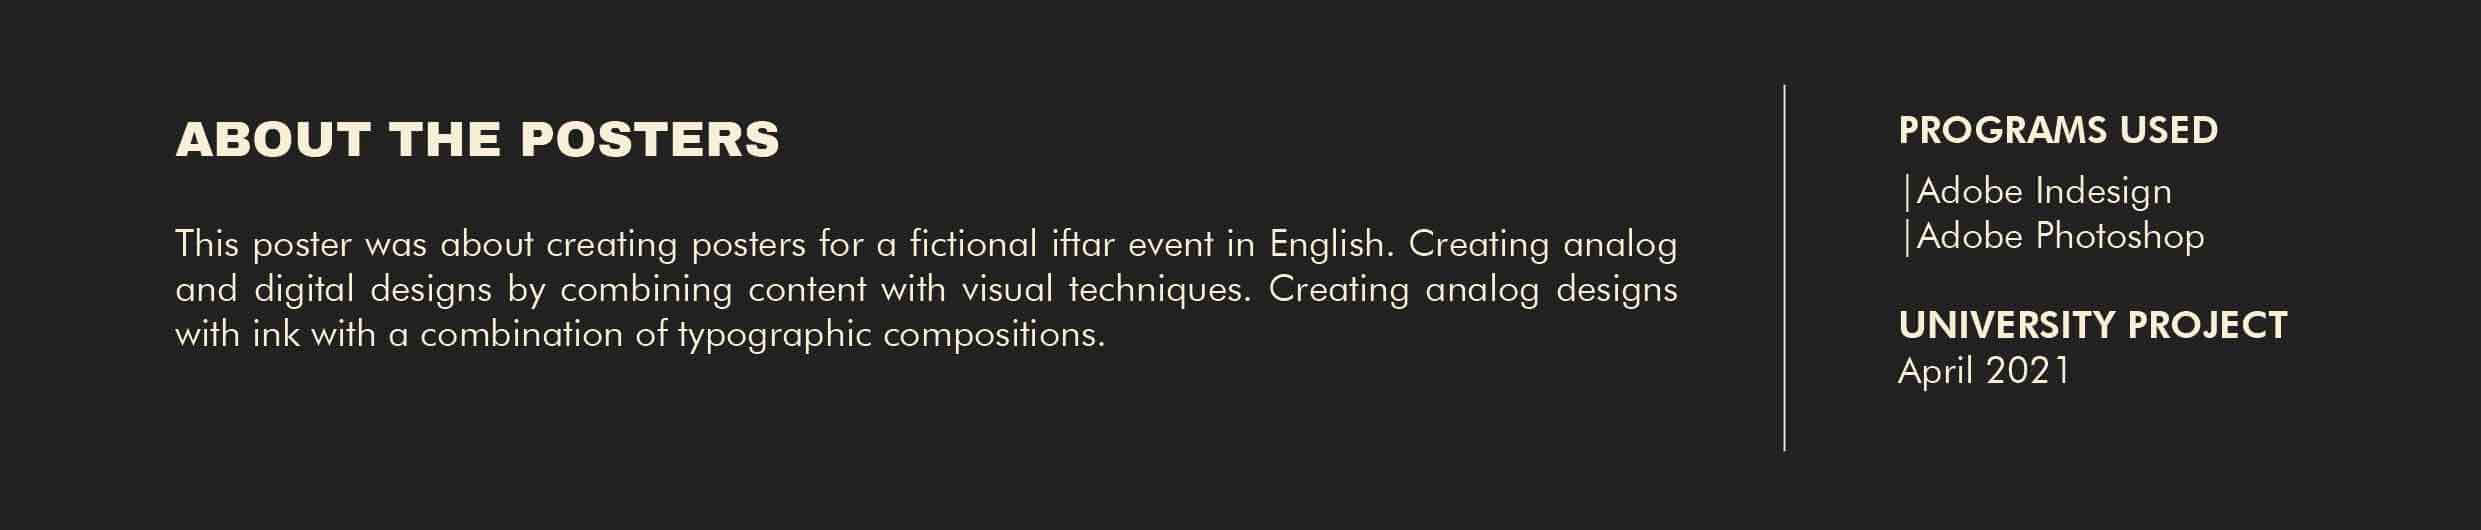 ABOUT THE POSTERS
This poster was about creating posters for a fictional iftar event in English. Creating analog
and digital designs by combining content with visual techniques. Creating analog designs
with ink with a combination of typographic compositions.
PROGRAMS USED
|Adobe Indesign
|Adobe Photoshop
UNIVERSITY PROJECT
April 2021